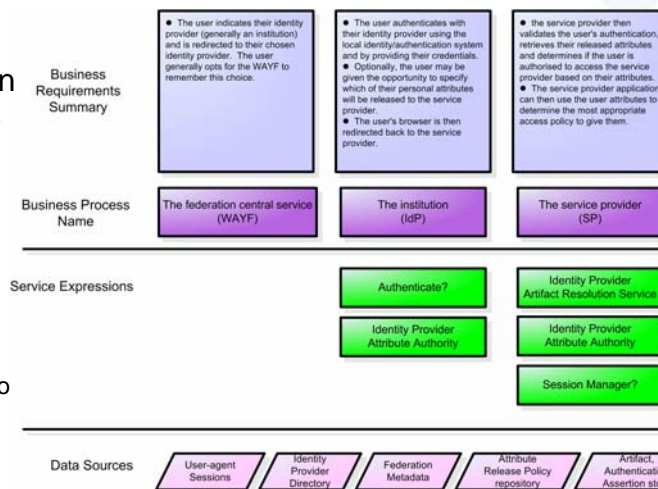 ● The user indicates their identity
provider (generally an institution)
and is redirected to their chosen
identity provider. The user
generally opts for the WAYF to
remember this choice.
● The user authenticates with
their identity provider using the
local identity/authentication system
and by providing their credentials.
● Optionally, the user may be
given the opportunity to specify
which of their personal attributes
will be released to the service
provider.
● The user's browser is then
redirected back to the service
provider.
● the service provider then
validates the user's authentication,
retrieves their released attributes
and determines if the user is
authorised to access the service
provider based on their attributes.
● The service provider application
can then use the user attributes to
determine the most appropriate
access policy to give them.
n
Business
Requirements
Summary
Business Process
Name
The federation central service
(WAYF)
The institution
(IdP)
The service provider
(SP)
Service Expressions
Authenticate?
Identity Provider
Artifact Resolution Service
Identity Provider
Attribute Authority
Identity Provider
Attribute Authority
o
Session Manager?
Data Sources
User-agent
Sessions
Identity
Provider
Directory
Federation
Metadata
Attribute
Release Policy
repository
Artifact,
Assertion